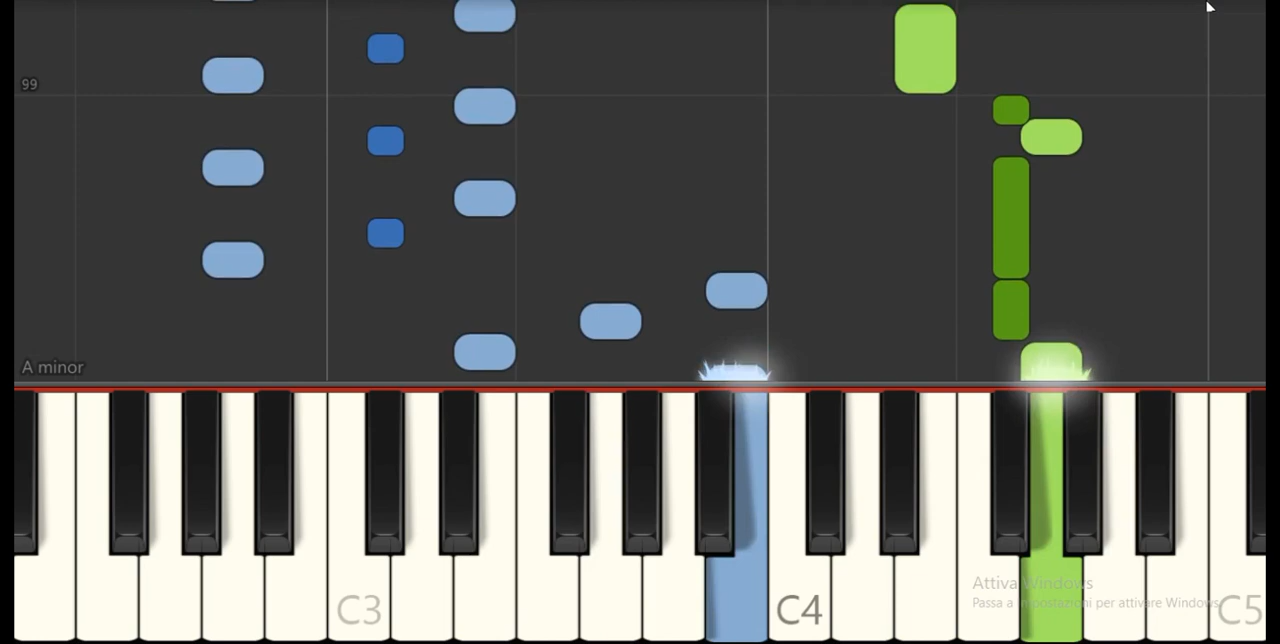 99
A minor
C3
C4
Attiva Windows
Passa a Impostazioni per attivare Windows.
C5